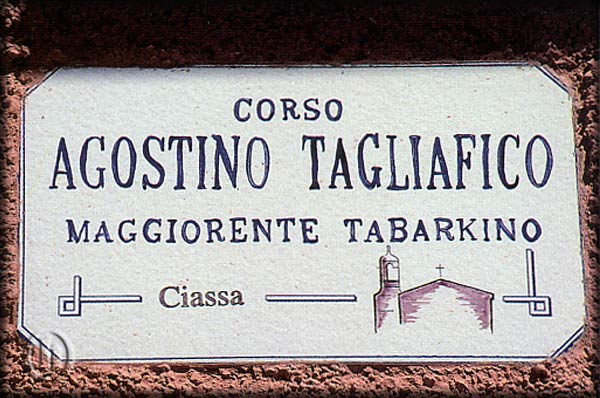 CORSO
AGOSTINO TAGLIAFICO
MAGGIORENTE TABARKINO
Ciassa